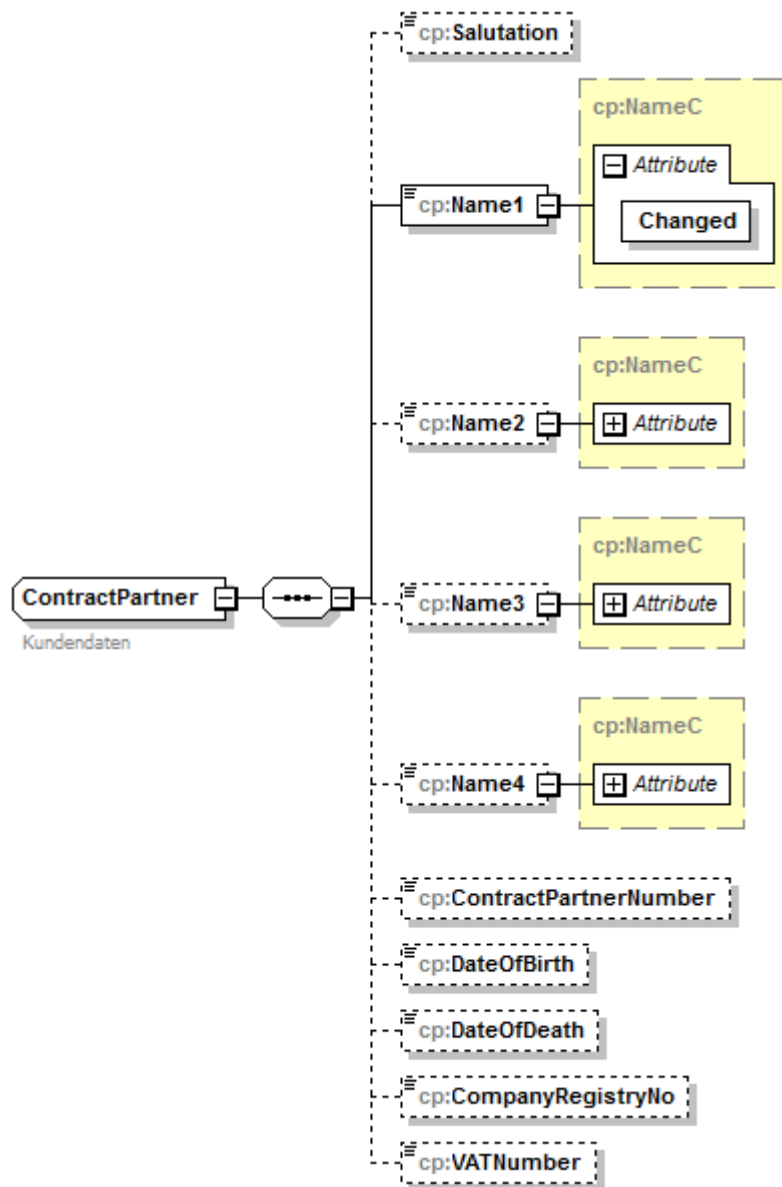 cp:Salutation
cp:NameC
Attribute
cp:Name1
Changed
cp:NameC
cp:Name2
Attribute
cp:NameC
cp:Name3
Attribute
ContractPartner
Kundendaten
cp:NameC
cp:Name4
Attribute
cp:ContractPartnerNumber
cp:DateOfBirth
cp:DateOfDeath
cp:CompanyRegistryNo
cp:VATNumber